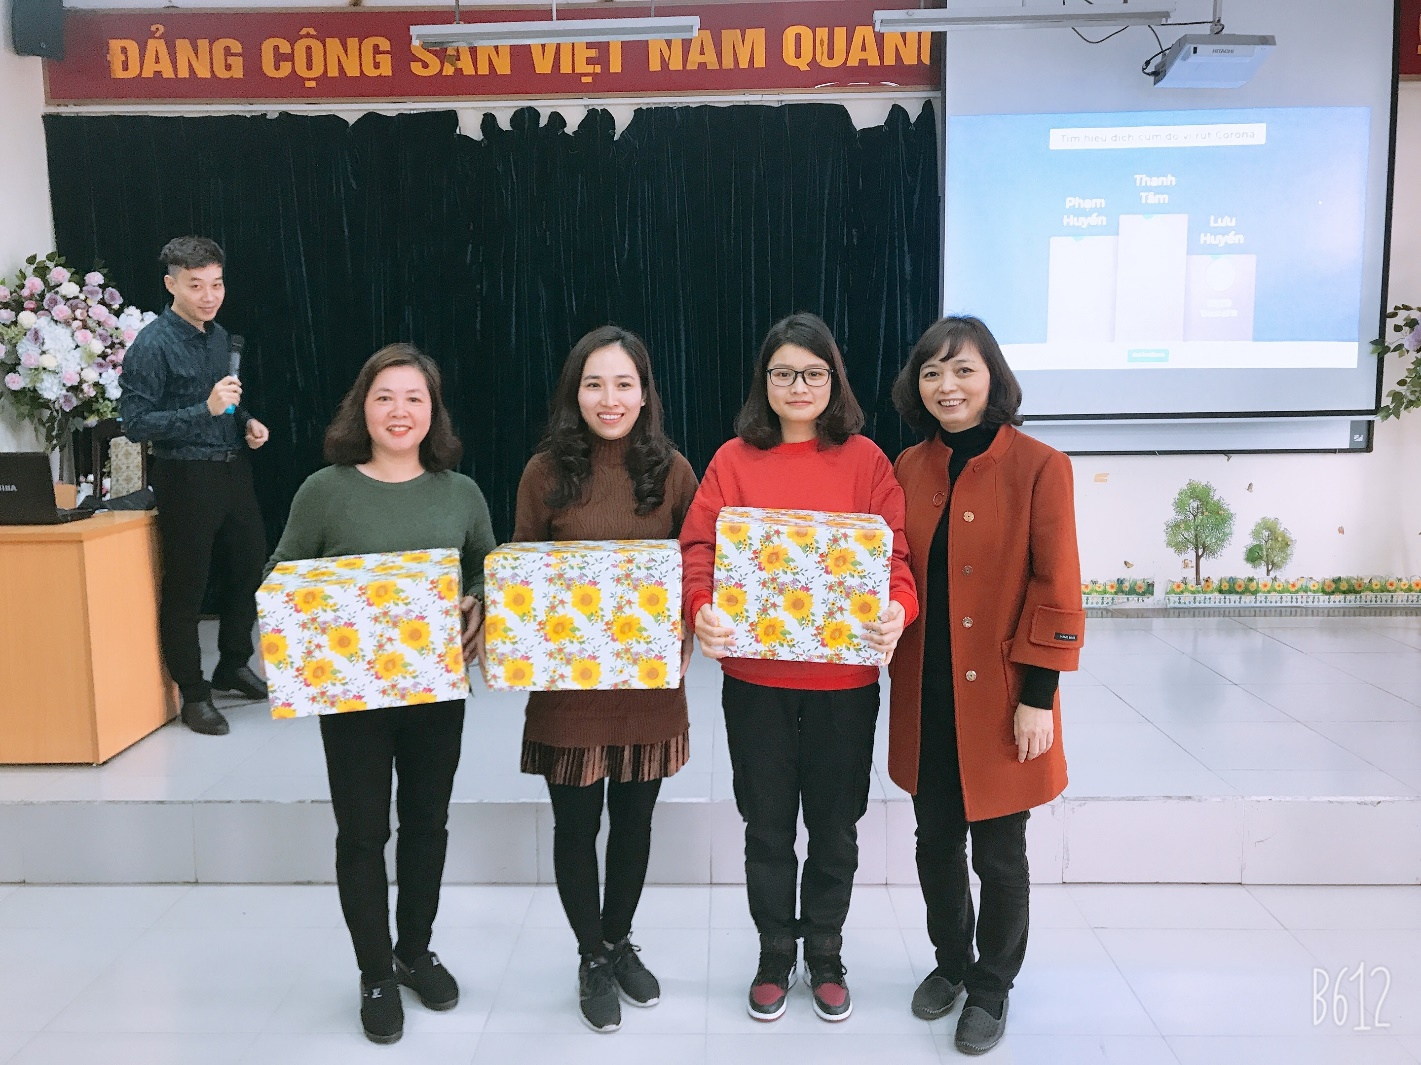 ĐẢNG CỘNG SẢN VIỆT NAM QUANG
HITACHI
Tìm hiểu dịch cúm do vi rút Corona
Thanh
Tâm
Phạm
Huyền
Lưu
Huyền
B612